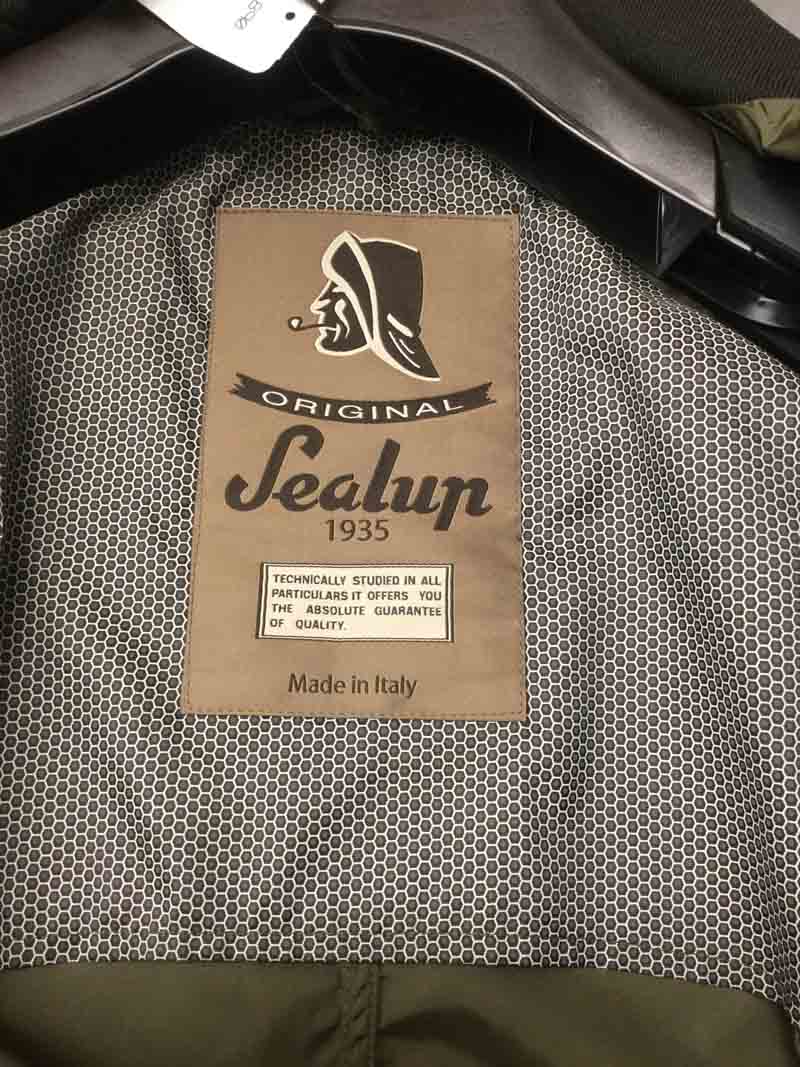 ORIGINAL
Sealup
1935
TECHNICALLY STUDIED IN ALL
PARTICULARS IT OFFERS YOU
THE ABSOLUTE GUARANTEE
OF QUALITY.
Made in Italy